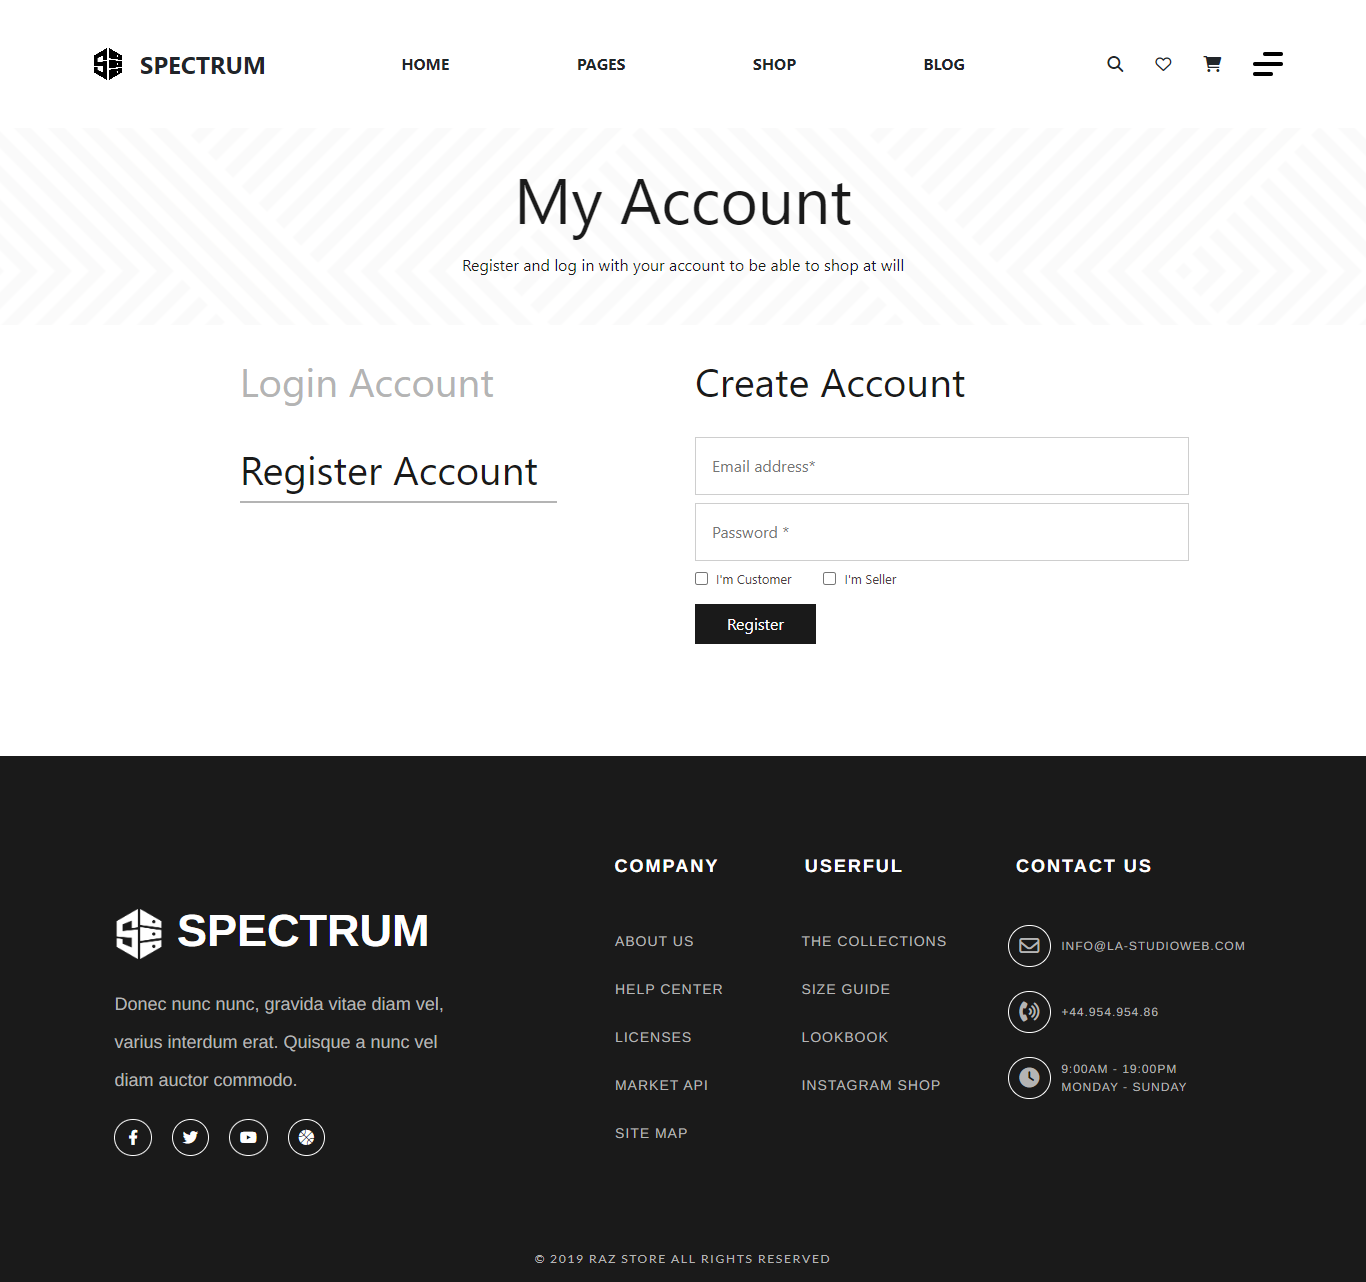 SPECTRUM
HOME
PAGES
SHOP
BLOG
My Account
Register and log in with your account to be able to shop at will
Login Account
Register Account
Create Account
Email address*
Password *
I'm Customer
I'm Seller
Register
SPECTRUM
Donec nunc nunc, gravida vitae diam vel,
varius interdum erat. Quisque a nunc vel
diam auctor commodo.
COMPANY
ABOUT US
HELP CENTER
LICENSES
MARKET API
SITE MAP
USERFUL
THE COLLECTIONS
SIZE GUIDE
LOOKBOOK
INSTAGRAM SHOP
CONTACT US
INFO@LA-STUDIOWEB.COM
+44.954.954.86
9:00AM - 19:00PM
MONDAY - SUNDAY
© 2019 RAZ STORE ALL RIGHTS RESERVED